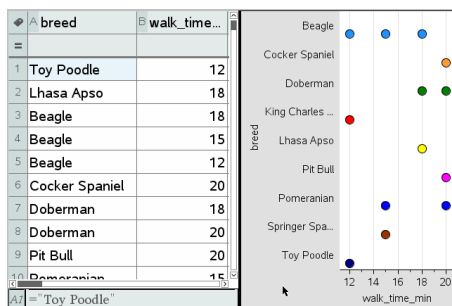 A breed B walk_time...
=
1 Toy Poodle 12
2 Lhasa Apso 18
3 Beagle 18
4 Beagle 15
5 Beagle 12
6 Cocker Spaniel 20
7 Doberman 18
8 Doberman 20
9 Pit Bull 20
10 Pomeranian 15
A1 ="Toy Poodle"
breed
Beagle
Cocker Spaniel
Doberman
King Charles ...
Lhasa Apso
Pit Bull
Pomeranian
Springer Spa...
Toy Poodle
12 14 16 18 20
walk_time_min